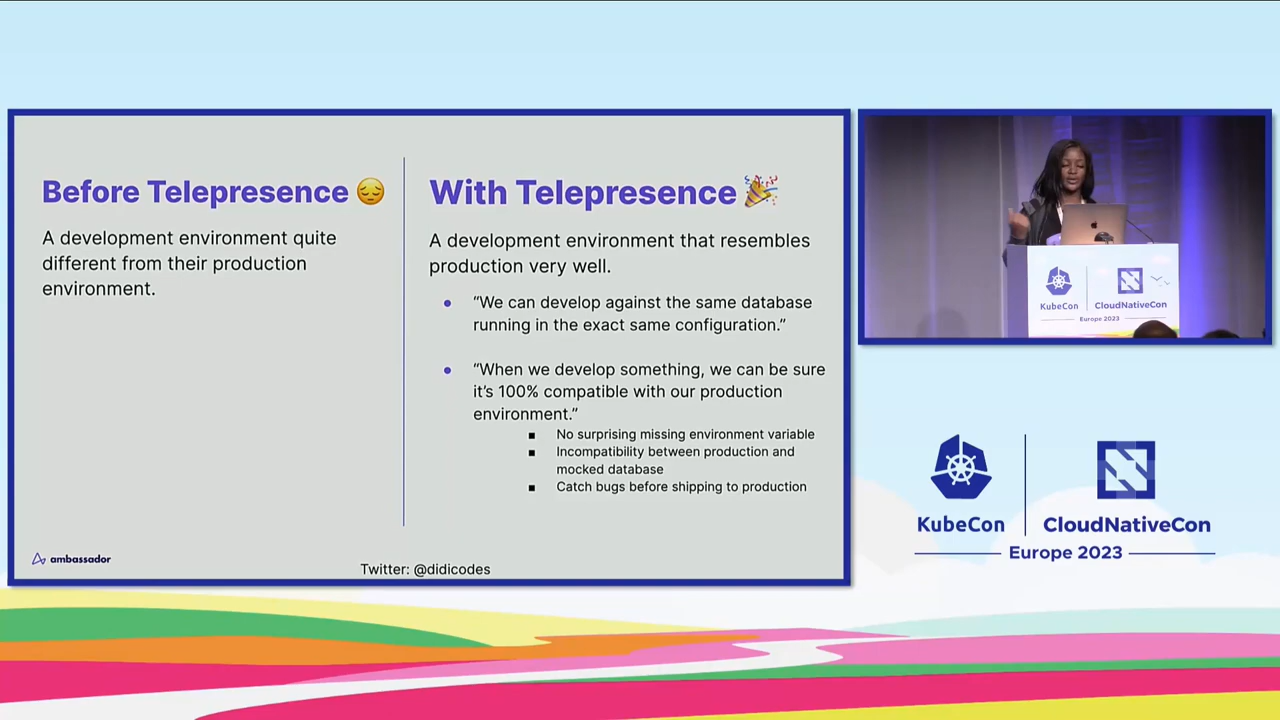 Before Telepresence 😔
A development environment quite
different from their production
environment.
With Telepresence 🎉
A development environment that resembles
production very well.
• “We can develop against the same database
running in the exact same configuration.”
• “When we develop something, we can be sure
it’s 100% compatible with our production
environment.”
■ No surprising missing environment variable
■ Incompatibility between production and
mocked database
■ Catch bugs before shipping to production
ambassador
Twitter: @didicodes
KubeCon
CloudNativeCon
Europe 2023
KubeCon
CloudNativeCon
Europe 2023